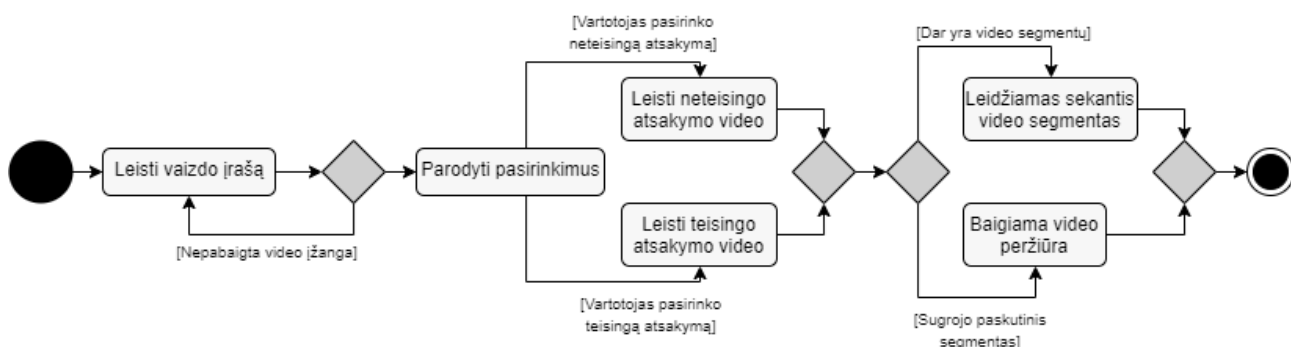 [Vartotojas pasirinko
neteisingą atsakymą]
[Dar yra video segmentų]
Leisti neteisingo
atsakymo video
Leidžiamas sekantis
video segmentas
Leisti vaizdo įrašą
Parodyti pasirinkimus
Leisti teisingo
atsakymo video
Baigiama video
peržiūra
[Nepabaigta video įžanga]
[Vartotojas pasirinko
teisingą atsakymą]
[Sugrojo paskutinis
segmentas]